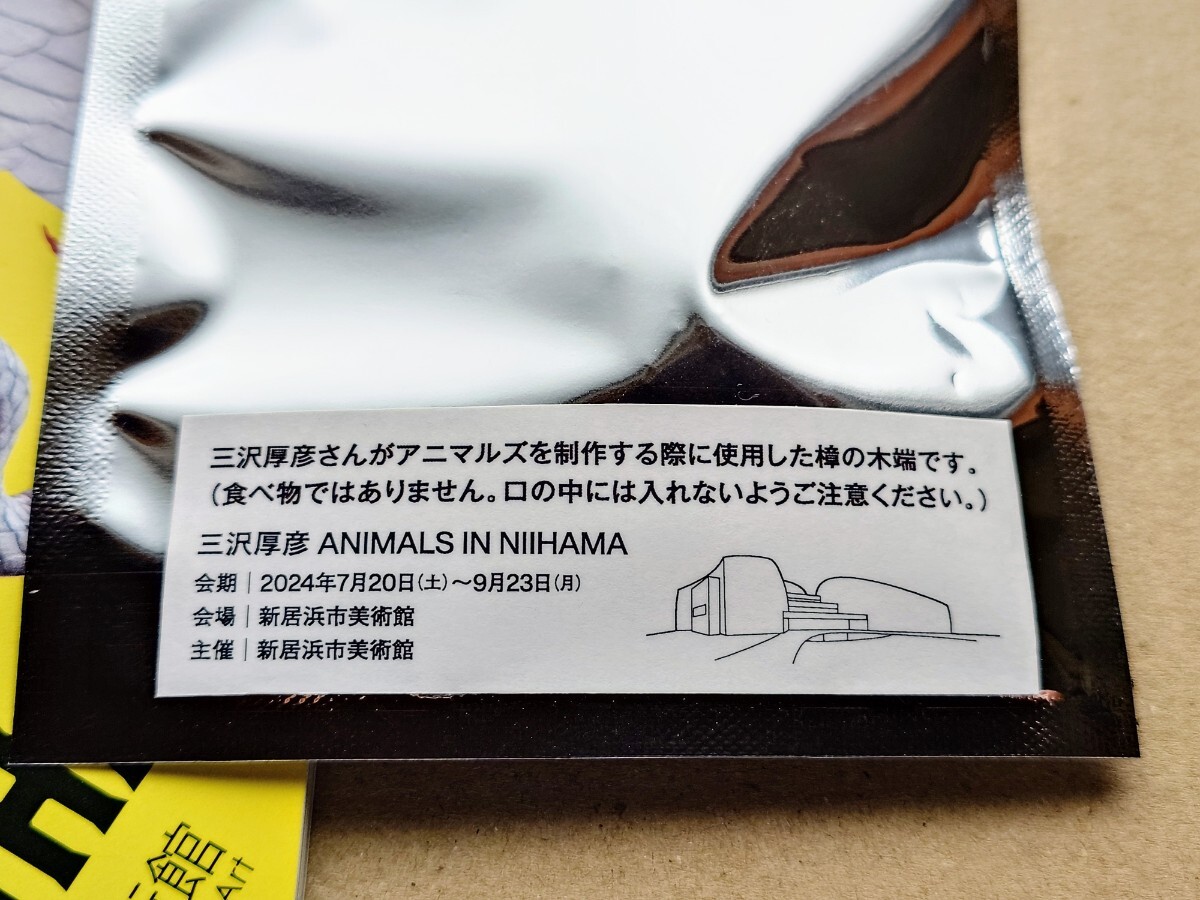 三沢厚彦さんがアニマルズを制作する際に使用した樟の木端です。
（食べ物ではありません。口の中には入れないようご注意ください。）
三沢厚彦 ANIMALS IN NIIHAMA
会期｜2024年7月20日（土）〜9月23日（月）
会場｜新居浜市美術館
主催｜新居浜市美術館
館
Art